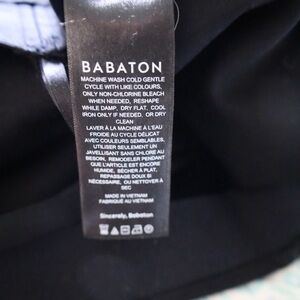 BABATON
MACHINE WASH COLD GENTLE
CYCLE WITH LIKE COLOURS,
ONLY NON-CHLORINE BLEACH
WHEN NEEDED, RESHAPE
WHILE DAMP, DRY FLAT, COOL
IRON ONLY IF NEEDED, OR DRY
CLEAN
LAVER À LA MACHINE À L'EAU
FROIDE AU CYCLE DÉLICAT
AVEC COULEURS SEMBLABLES,
UTILISER SEULEMENT UN
JAVELLISANT SANS CHLORE AU
BESOIN, REMODELER PENDANT
QUE L'ARTICLE EST ENCORE
HUMIDE, SÉCHER À PLAT,
REPASSAGE DOUX SI
NÉCESSAIRE, OU NETTOYER À
SEC
MADE IN VIETNAM
FABRIQUÉ AU VIETNAM
Sincerely, Babaton